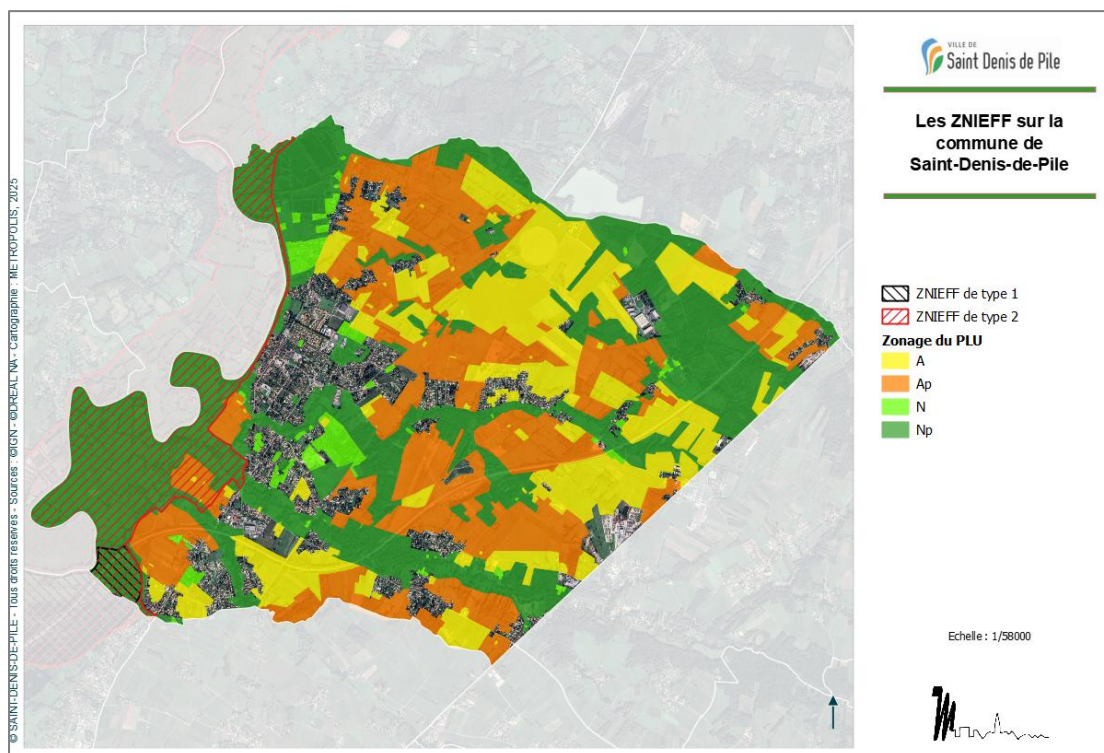 VILLE DE
Saint Denis de Pile
Les ZNIEFF sur la
commune de
Saint-Denis-de-Pile
ZNIEFF de type 1
ZNIEFF de type 2
Zonage du PLU
A
Ap
N
Np
Echelle : 1/58000
© SAINT-DENIS-DE-PILE - Tous droits reserves - Sources : ©IGN - ©DREAL NA - Cartographie : METROPOLIS, 2025